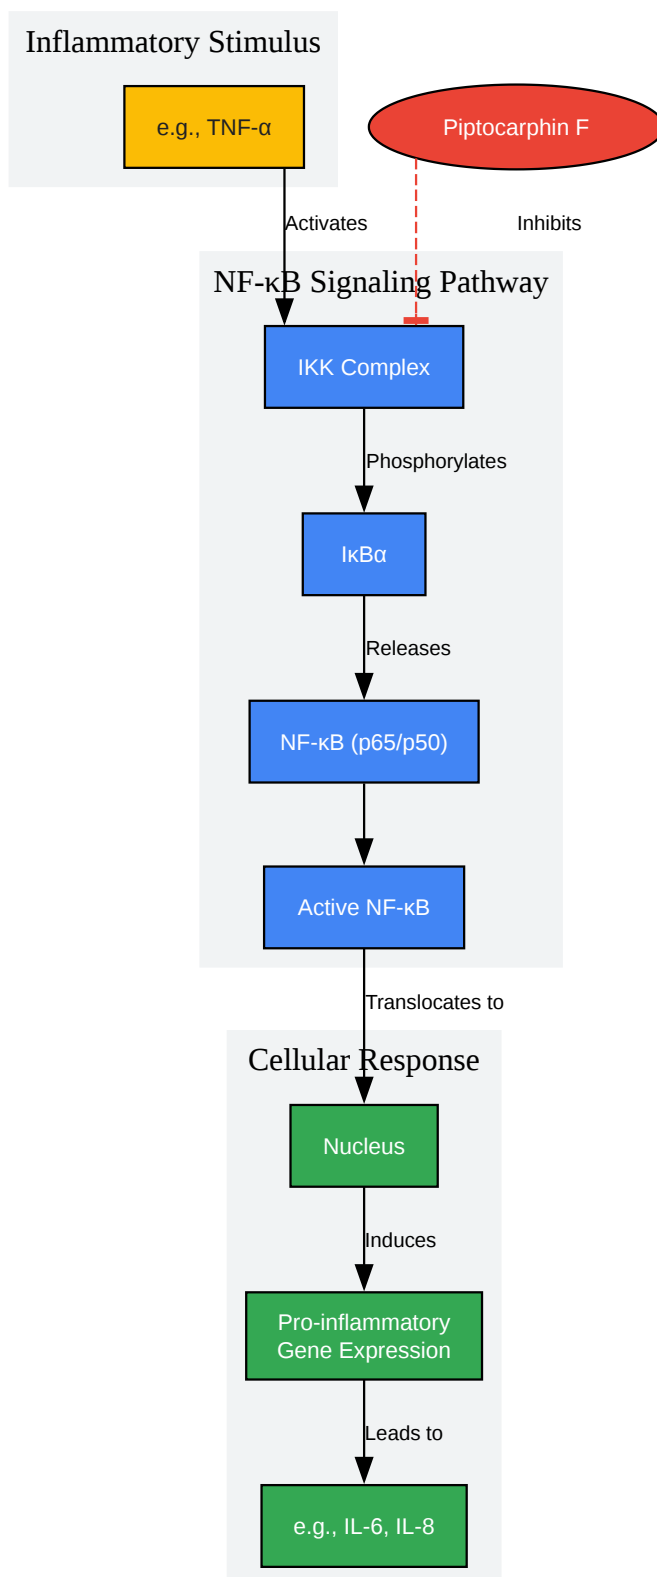 Inflammatory Stimulus
e.g., TNF-α
Piptocarphin F
Activates
Inhibits
NF-κB Signaling Pathway
IKK Complex
Phosphorylates
IκBα
Releases
NF-κB (p65/p50)
Active NF-κB
Translocates to
Cellular Response
Nucleus
Induces
Pro-inflammatory
Gene Expression
Leads to
e.g., IL-6, IL-8